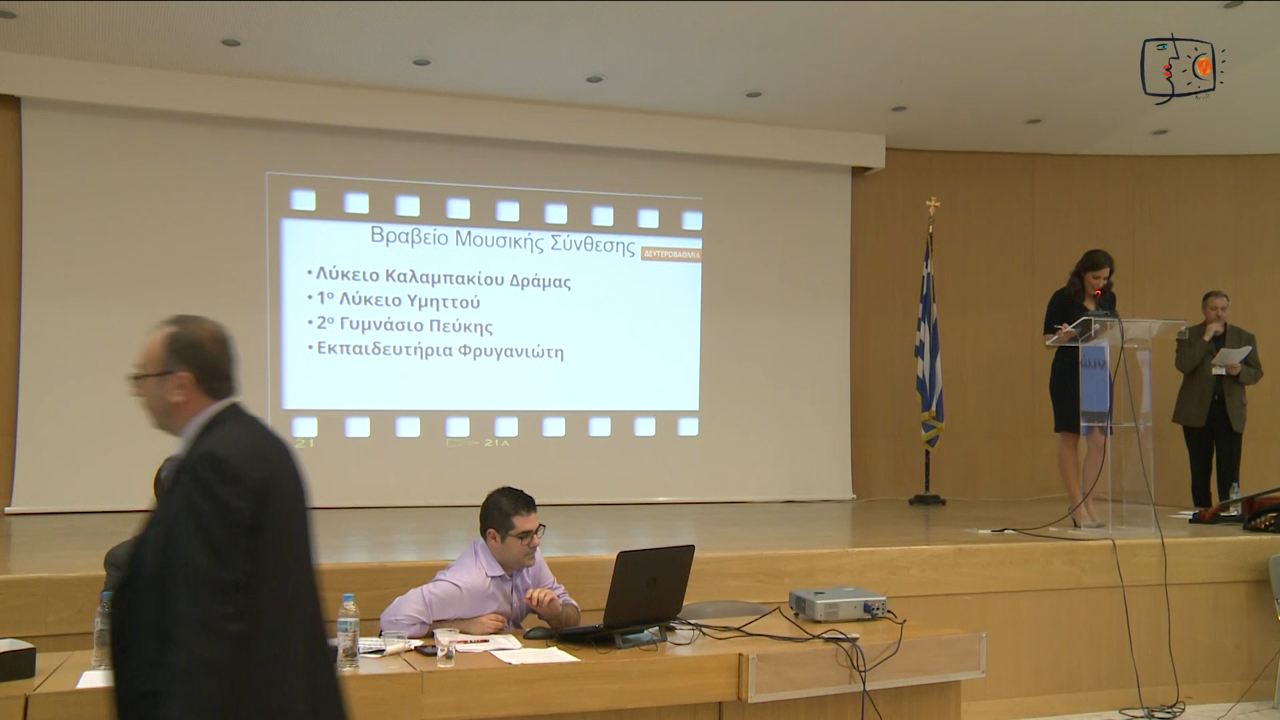 Βραβείο Μουσικής Σύνθεσης
ΔΕΥΤΕΡΟΒΑΘΜΙΑ
•Λύκειο Καλαμπακίου Δράμας
•1ο Λύκειο Υμηττού
•2ο Γυμνάσιο Πεύκης
•Εκπαιδευτήρια Φρυγανιώτη
21
21A